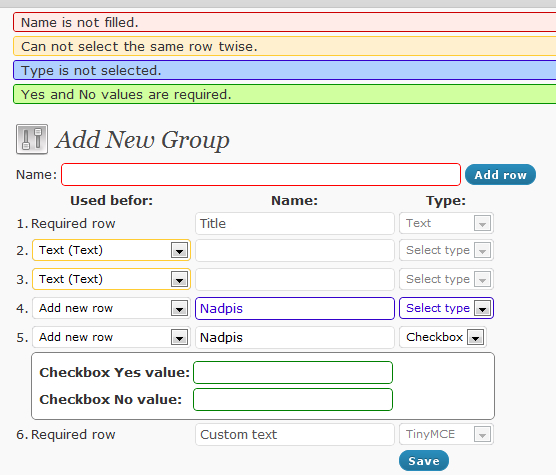 Name is not filled.
Can not select the same row twise.
Type is not selected.
Yes and No values are required.
Add New Group
Name: Add row
Used befor: Name: Type:
1. Required row Title Text
2. Text (Text) Select type
3. Text (Text) Select type
4. Add new row Nadpis Select type
5. Add new row Nadpis Checkbox
Checkbox Yes value:
Checkbox No value:
6. Required row Custom text TinyMCE
Save